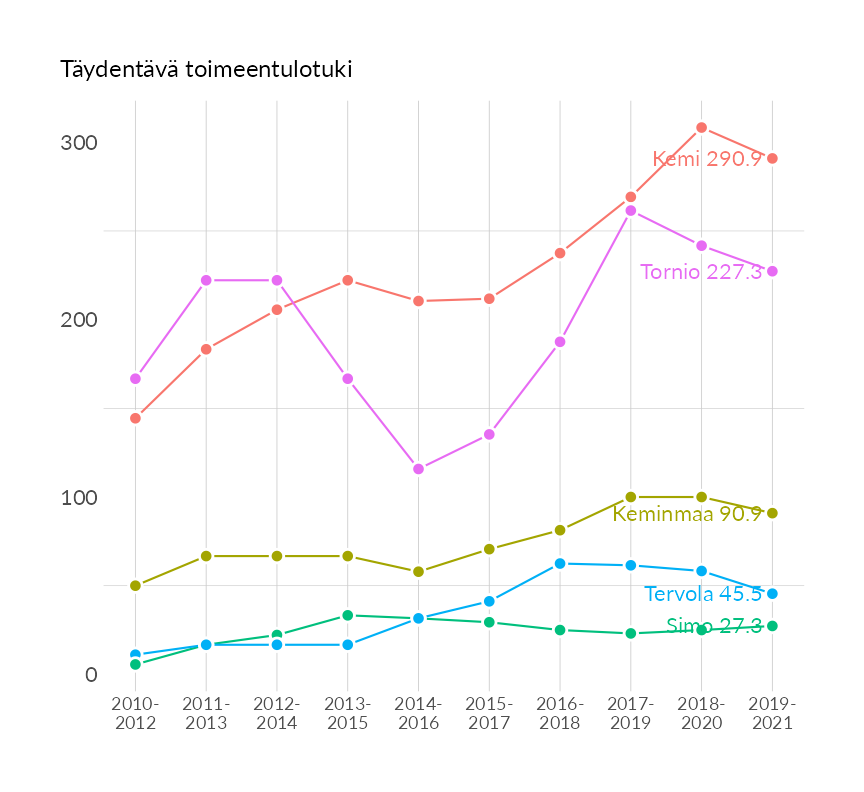 Täydentävä toimeentulotuki
300
Kemi 290.9
Tornio 227.3
200
100
Keminmaa 90.9
Tervola 45.5
Simo 27.3
0
2010- 2011- 2012- 2013- 2014- 2015- 2016- 2017- 2018- 2019-
2012 2013 2014 2015 2016 2017 2018 2019 2020 2021